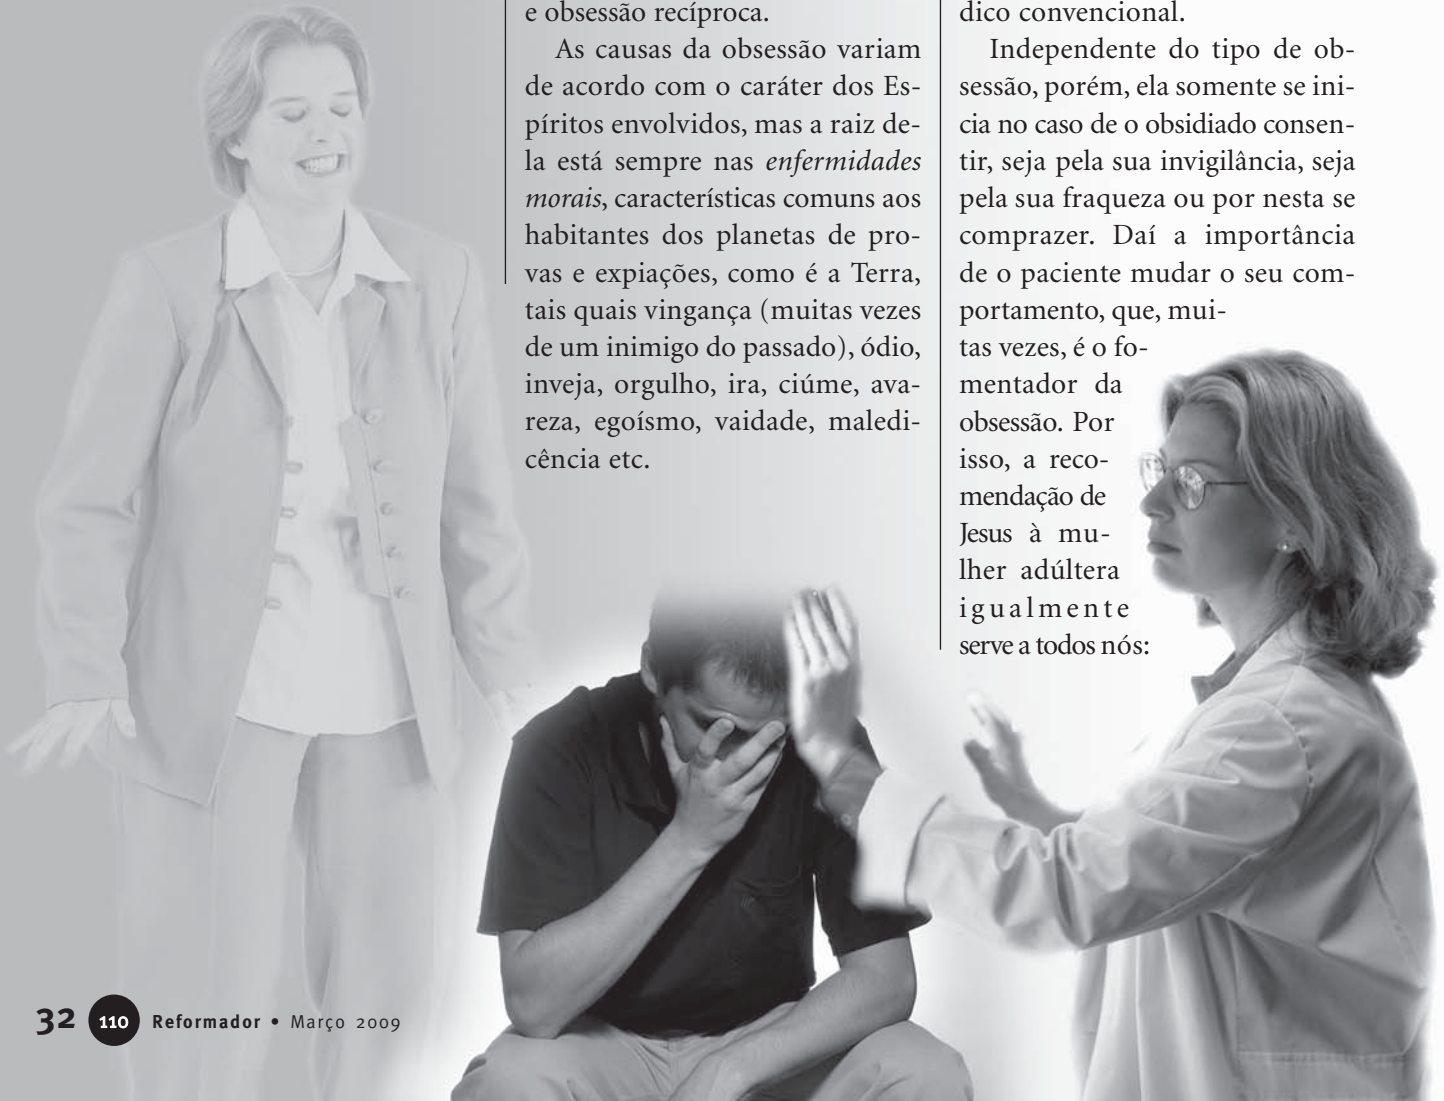 e obsessão recíproca.
As causas da obsessão variam
de acordo com o caráter dos Es-
píritos envolvidos, mas a raiz de-
la está sempre nas enfermidades
morais, características comuns aos
habitantes dos planetas de pro-
vas e expiações, como é a Terra,
tais quais vingança (muitas vezes
de um inimigo do passado), ódio,
inveja, orgulho, ira, ciúme, ava-
reza, egoísmo, vaidade, maledi-
cência etc.
dico convencional.
Independente do tipo de ob-
sessão, porém, ela somente se ini-
cia no caso de o obsidiado consen-
tir, seja pela sua invigilância, seja
pela sua fraqueza ou por nesta se
comprazer. Daí a importância
de o paciente mudar o seu com-
portamento, que, mui-
tas vezes, é o fo-
mentador da
obsessão. Por
isso, a reco-
mendação de
Jesus à mu-
lher adúltera
igualmente
serve a todos nós:
32 110 Reformador • Março 2009